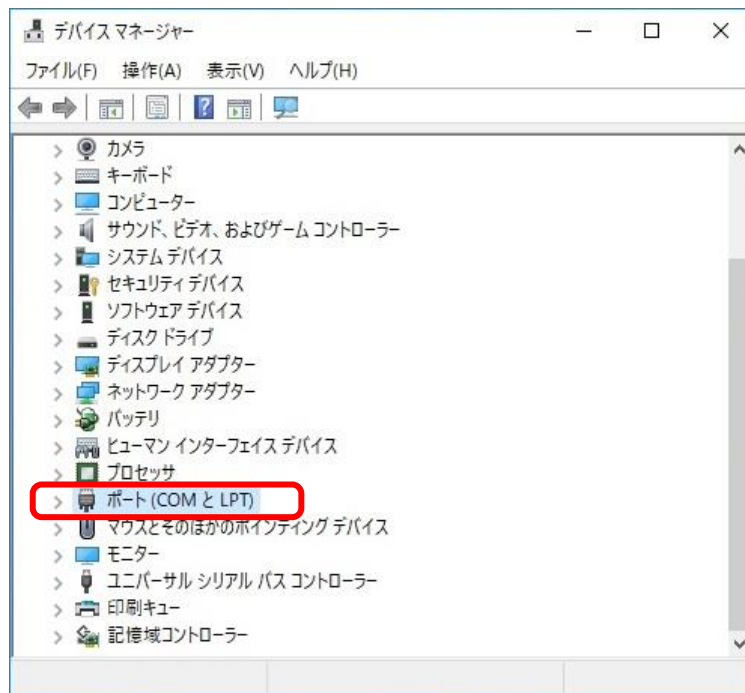 デバイス マネージャー
ファイル(F) 操作(A) 表示(V) ヘルプ(H)
カメラ
キーボード
コンピューター
サウンド、ビデオ、およびゲーム コントローラー
システム デバイス
セキュリティ デバイス
ソフトウェア デバイス
ディスク ドライブ
ディスプレイ アダプター
ネットワーク アダプター
バッテリ
ヒューマン インターフェイス デバイス
プロセッサ
ポート (COM と LPT)
マウスとそのほかのポインティング デバイス
モニター
ユニバーサル シリアル バス コントローラー
印刷キュー
記憶域コントローラー